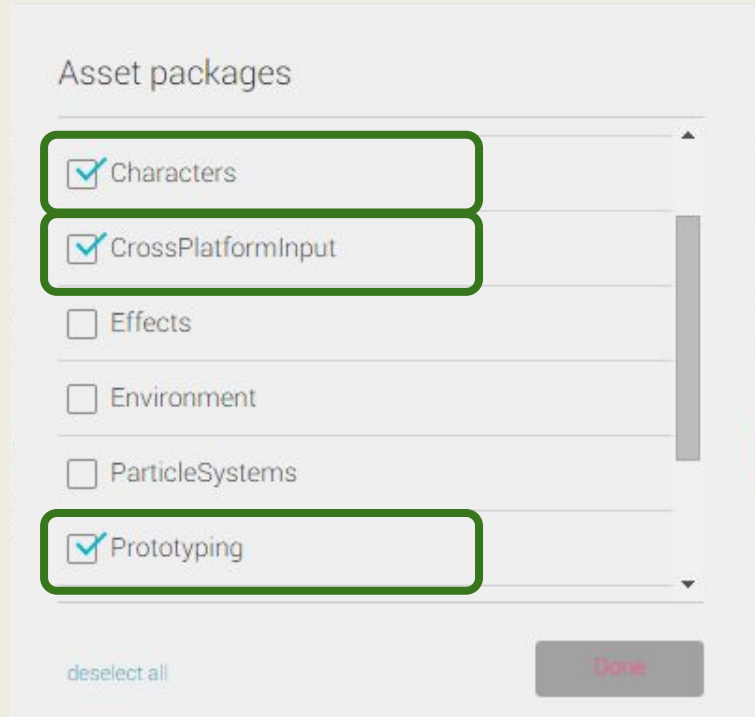 Asset packages
Characters
CrossPlatformInput
Effects
Environment
ParticleSystems
Prototyping
deselect all
Done